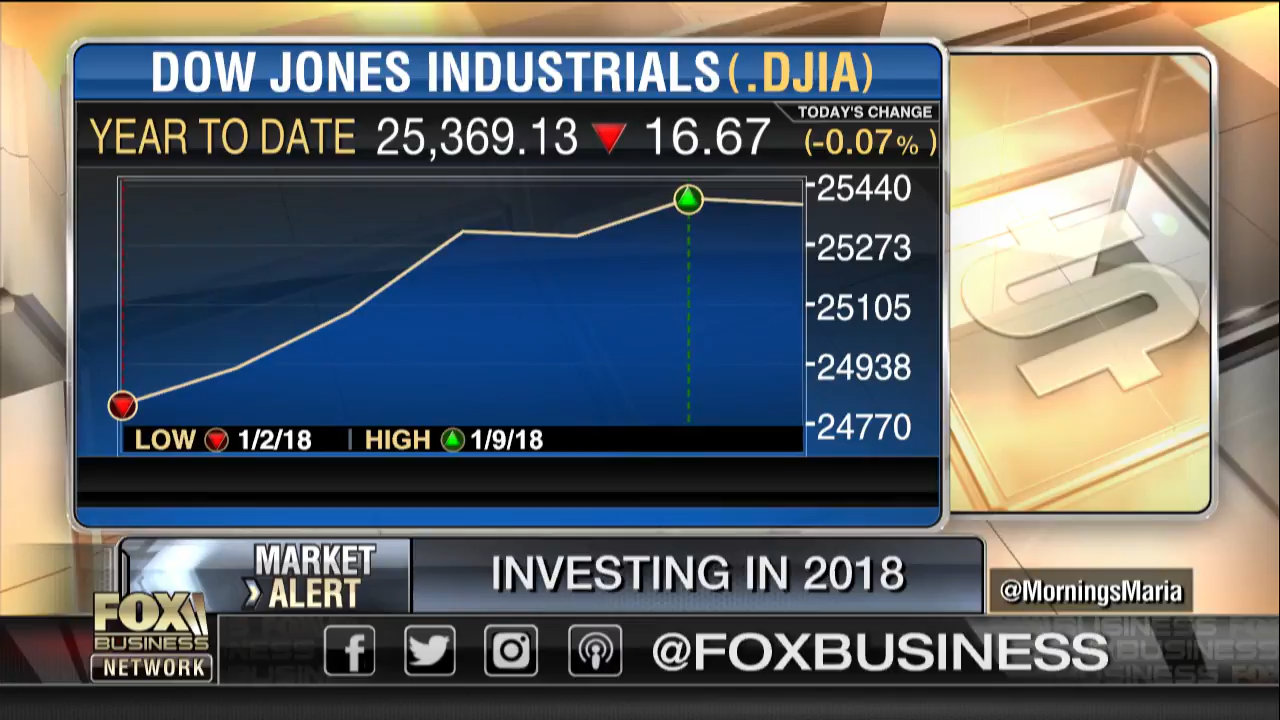 DOW JONES INDUSTRIALS (.DJIA)
TODAY'S CHANGE
YEAR TO DATE 25,369.13 ▼ 16.67 (-0.07%)
25440
25273
25105
24938
24770
LOW ▼ 1/2/18 | HIGH ▲ 1/9/18
MARKET
ALERT
INVESTING IN 2018
@MorningsMaria
FOX
BUSINESS
NETWORK
@FOXBUSINESS